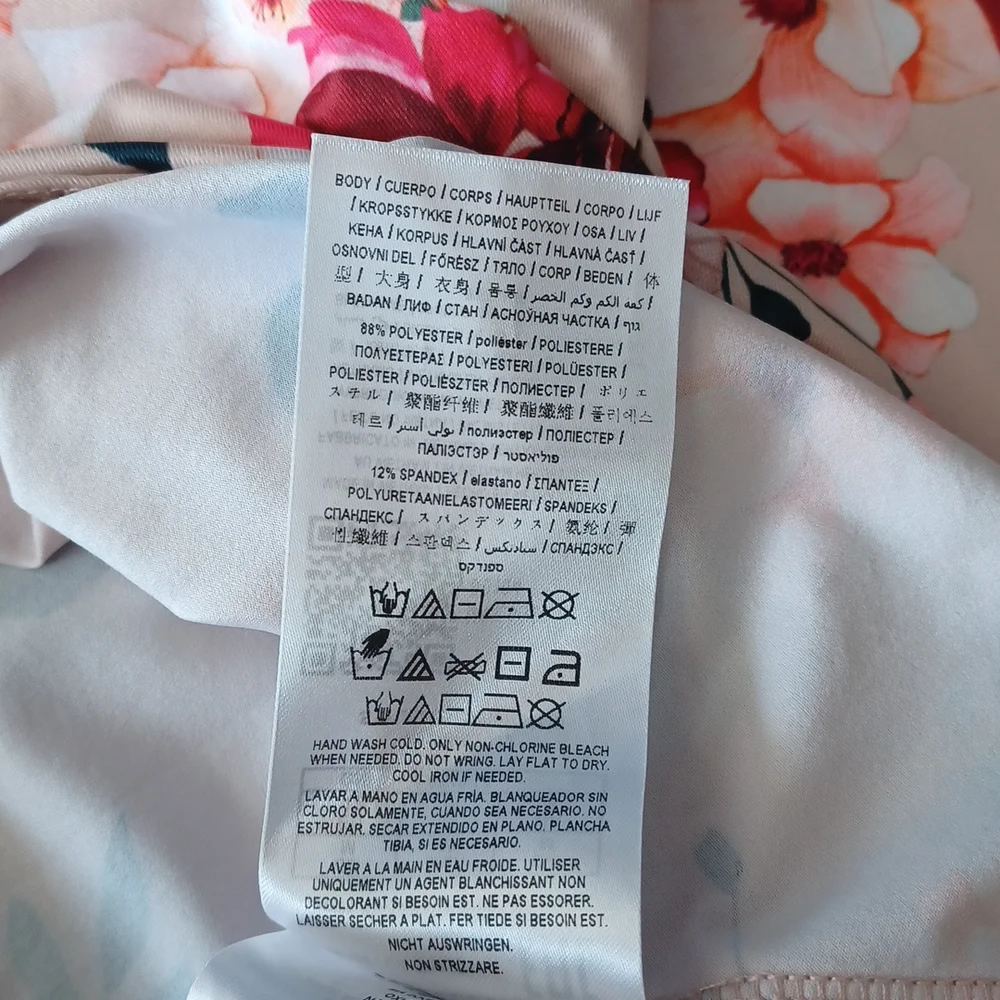 BODY / CUERPO / CORPS / HAUPTTEIL / CORPO / LIJF
/ KROPSSTYKKE / ΚΟΡΜΟΣ ΡΟΥΧΟΥ / OSA / LIV /
KEHA / KORPUS / HLAVNÍ ČÁST / HLAVNÁ ČASŤ /
OSNOVNI DEL / FŐRÉSZ / ТЯЛО / CORP / BEDEN / 体
型 / 大身 / 衣身 / 몸통 / كفه الكم وكم الخصر /
BADAN / ЛИФ / СТАН / АСНОЎНАЯ ЧАСТКА / גוף
88% POLYESTER / poliéster / POLIESTERE /
ΠΟΛΥΕΣΤΕΡΑΣ / POLYESTERI / POLÜESTER /
POLIESTER / POLIÉSZTER / ПОЛИЕСТЕР / ポリエ
ステル / 聚酯纤维 / 聚酯纖維 / 폴리에스
테르 / بولي أستر / полиэстер / ПОЛІЕСТЕР /
ПАЛІЭСТЭР / פוליאסטר
12% SPANDEX / elastano / ΣΠΑΝΤΕΞ /
POLYURETAANIELASTOMEERI / SPANDEKS /
СПАНДЕКС / スパンデックス / 氨纶 / 彈
性纖維 / 스판덱스 / سباندكس / СПАНДЭКС /
ספנדקס
HAND WASH COLD. ONLY NON-CHLORINE BLEACH
WHEN NEEDED. DO NOT WRING. LAY FLAT TO DRY.
COOL IRON IF NEEDED.
LAVAR A MANO EN AGUA FRÍA. BLANQUEADOR SIN
CLORO SOLAMENTE, CUANDO SEA NECESARIO. NO
ESTRUJAR. SECAR EXTENDIDO EN PLANO. PLANCHA
TIBIA, SI ES NECESARIO.
LAVER A LA MAIN EN EAU FROIDE. UTILISER
UNIQUEMENT UN AGENT BLANCHISSANT NON
DECOLORANT SI BESOIN EST. NE PAS ESSORER.
LAISSER SECHER A PLAT. FER TIEDE SI BESOIN EST.
NICHT AUSWRINGEN.
NON STRIZZARE.